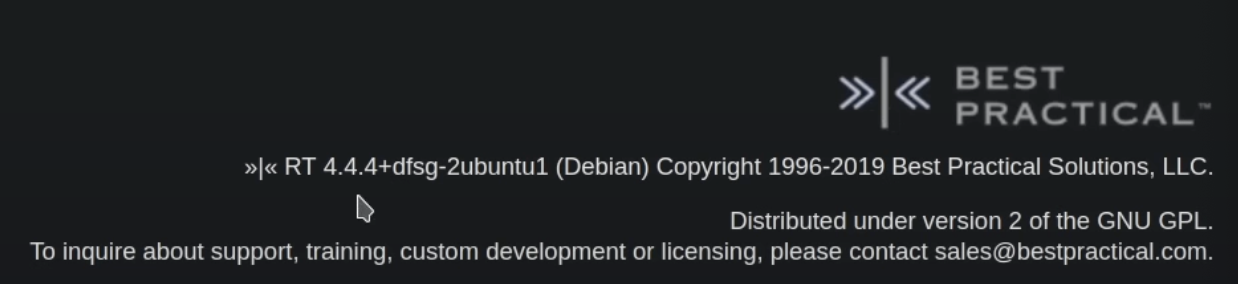 BEST
PRACTICAL™
»|« RT 4.4.4+dfsg-2ubuntu1 (Debian) Copyright 1996-2019 Best Practical Solutions, LLC.
Distributed under version 2 of the GNU GPL.
To inquire about support, training, custom development or licensing, please contact sales@bestpractical.com.